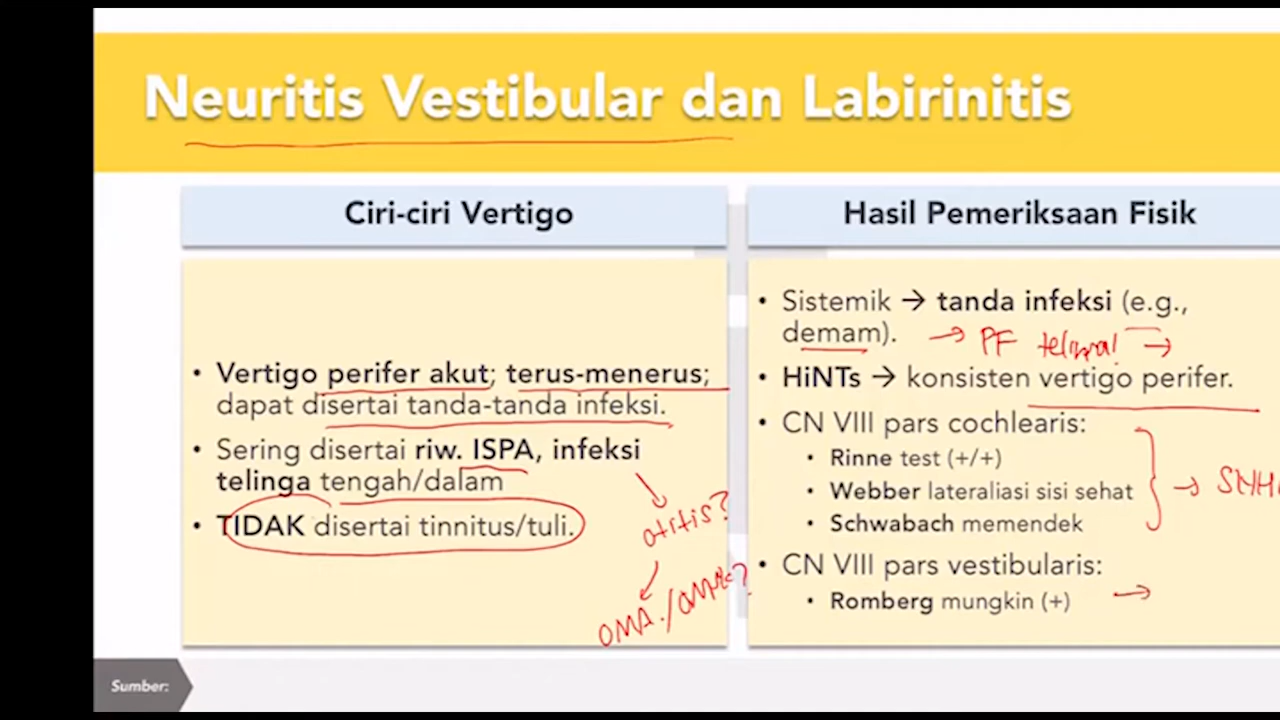 Neuritis Vestibular dan Labirinitis
Ciri-ciri Vertigo
• Vertigo perifer akut; terus-menerus;
dapat disertai tanda-tanda infeksi.
• Sering disertai riw. ISPA, infeksi
telinga tengah/dalam
• TIDAK disertai tinnitus/tuli.
otitis?
OMA./OMSK?
Hasil Pemeriksaan Fisik
• Sistemik → tanda infeksi (e.g.,
demam). → PF telinga! →
• HiNTs → konsisten vertigo perifer.
• CN VIII pars cochlearis:
• Rinne test (+/+)
• Webber lateraliasi sisi sehat
• Schwabach memendek
• CN VIII pars vestibularis:
• Romberg mungkin (+) →
Sumber: